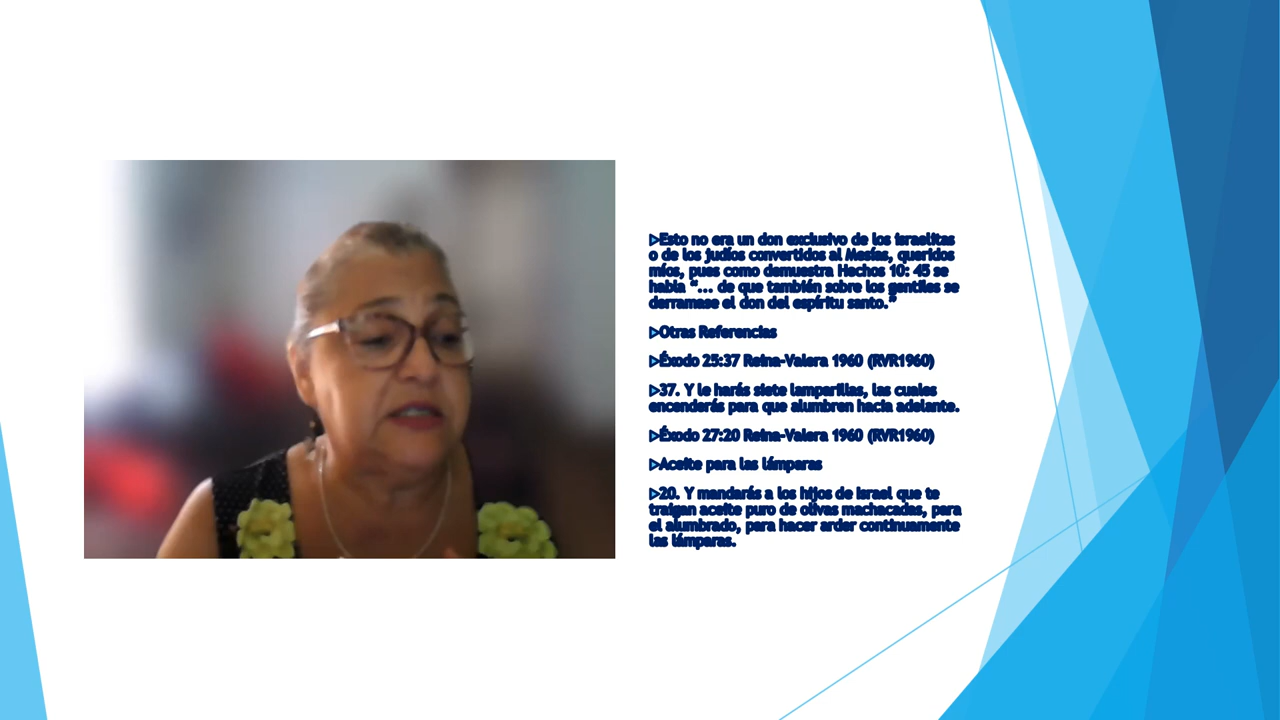 Esto no era un don exclusivo de los israelitas
o de los judíos convertidos al Mesías, queridos
míos, pues como demuestra Hechos 10: 45 se
habla “... de que también sobre los gentiles se
derramase el don del espíritu santo.”
Otras Referencias
Éxodo 25:37 Reina-Valera 1960 (RVR1960)
37. Y le harás siete lamparillas, las cuales
encenderás para que alumbren hacia adelante.
Éxodo 27:20 Reina-Valera 1960 (RVR1960)
Aceite para las lámparas
20. Y mandarás a los hijos de Israel que te
traigan aceite puro de olivas machacadas, para
el alumbrado, para hacer arder continuamente
las lámparas.